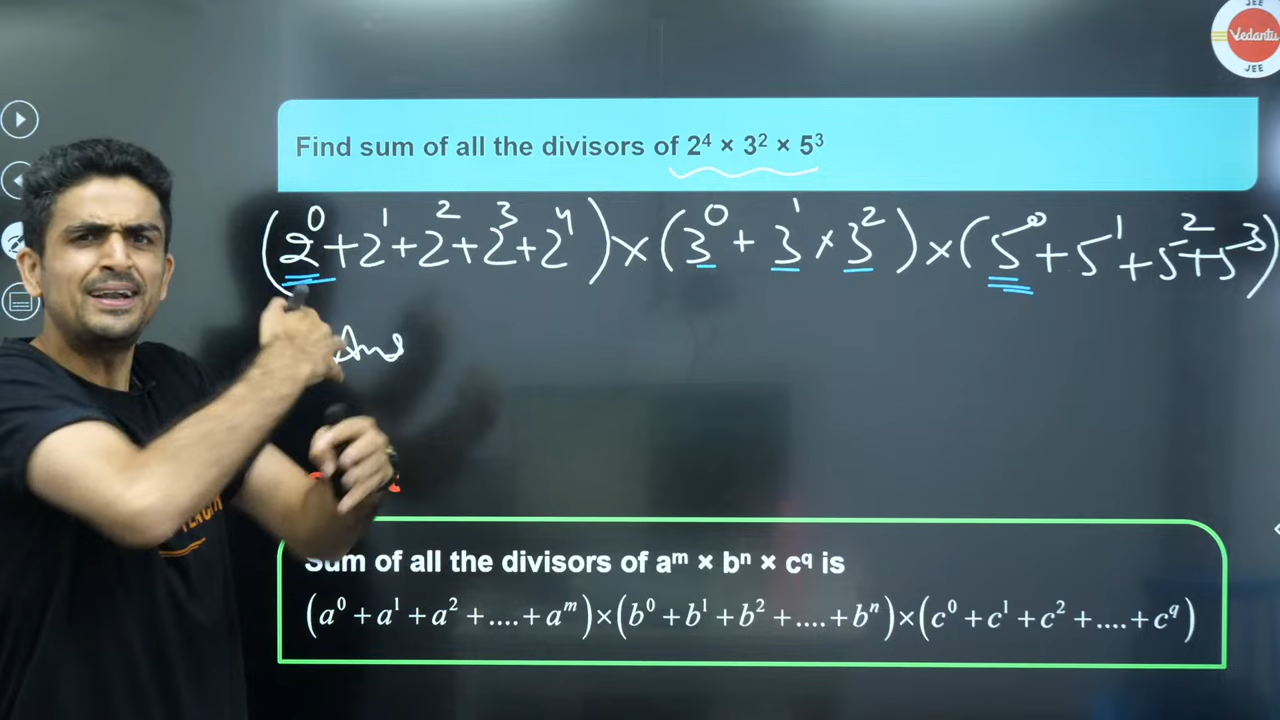 JEE
Vedantu
JEE
Find sum of all the divisors of 2⁴ × 3² × 5³
(2⁰+2¹+2²+2³+2⁴)×(3⁰+3¹×3²)×(5⁰+5¹+5²+5³)
Ans
Sum of all the divisors of aᵐ × bⁿ × c^q is
(a⁰ + a¹ + a² + .... + aᵐ)×(b⁰ + b¹ + b² + .... + bⁿ)×(c⁰ + c¹ + c² + .... + c^q)